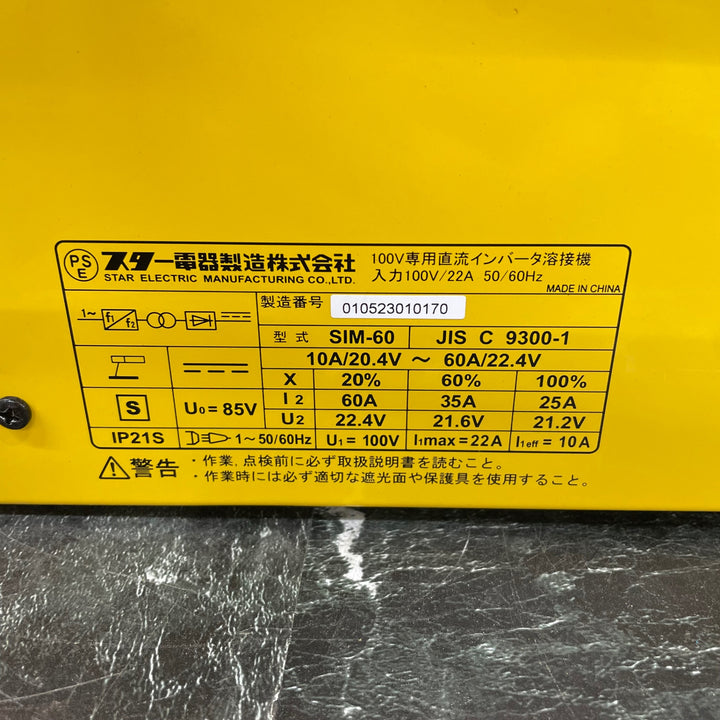 PS
E
スター電器製造株式会社
STAR ELECTRIC MANUFACTURING CO.,LTD.
100V専用直流インバータ溶接機
入力100V/22A 50/60Hz
MADE IN CHINA
製造番号 010523010170
1~ f1 f2
型式 SIM-60 JIS C 9300-1
10A/20.4V ~ 60A/22.4V
X 20% 60% 100%
S U0=85V I2 60A 35A 25A
U2 22.4V 21.6V 21.2V
IP21S 1~50/60Hz U1=100V I1max=22A I1eff=10A
警告 ・作業、点検前に必ず取扱説明書を読むこと。
・作業時には必ず適切な遮光面や保護具を使用すること。